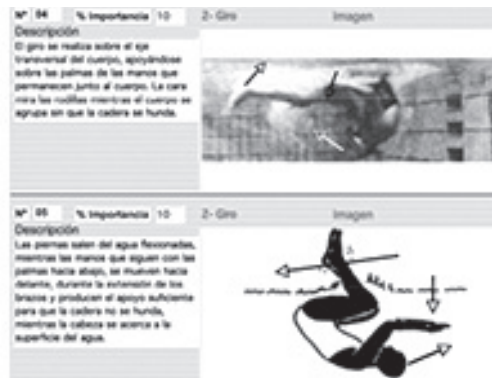 Nº 04 % Importancia 10 2- Giro Imagen
Descripción
El giro se realiza sobre el eje
transversal del cuerpo, apoyándose
sobre las palmas de las manos que
permanecen junto al cuerpo. La cara
mira las rodillas mientras el cuerpo se
agrupa sin que la cadera se hunda.
Nº 05 % Importancia 10 2- Giro Imagen
Descripción
Las piernas salen del agua flexionadas,
mientras las manos que siguen con las
palmas hacia abajo, se mueven hacia
delante, durante la extensión de los
brazos y producen el apoyo suficiente
para que la cadera no se hunda,
mientras la cabeza se acerca a la
superficie del agua.